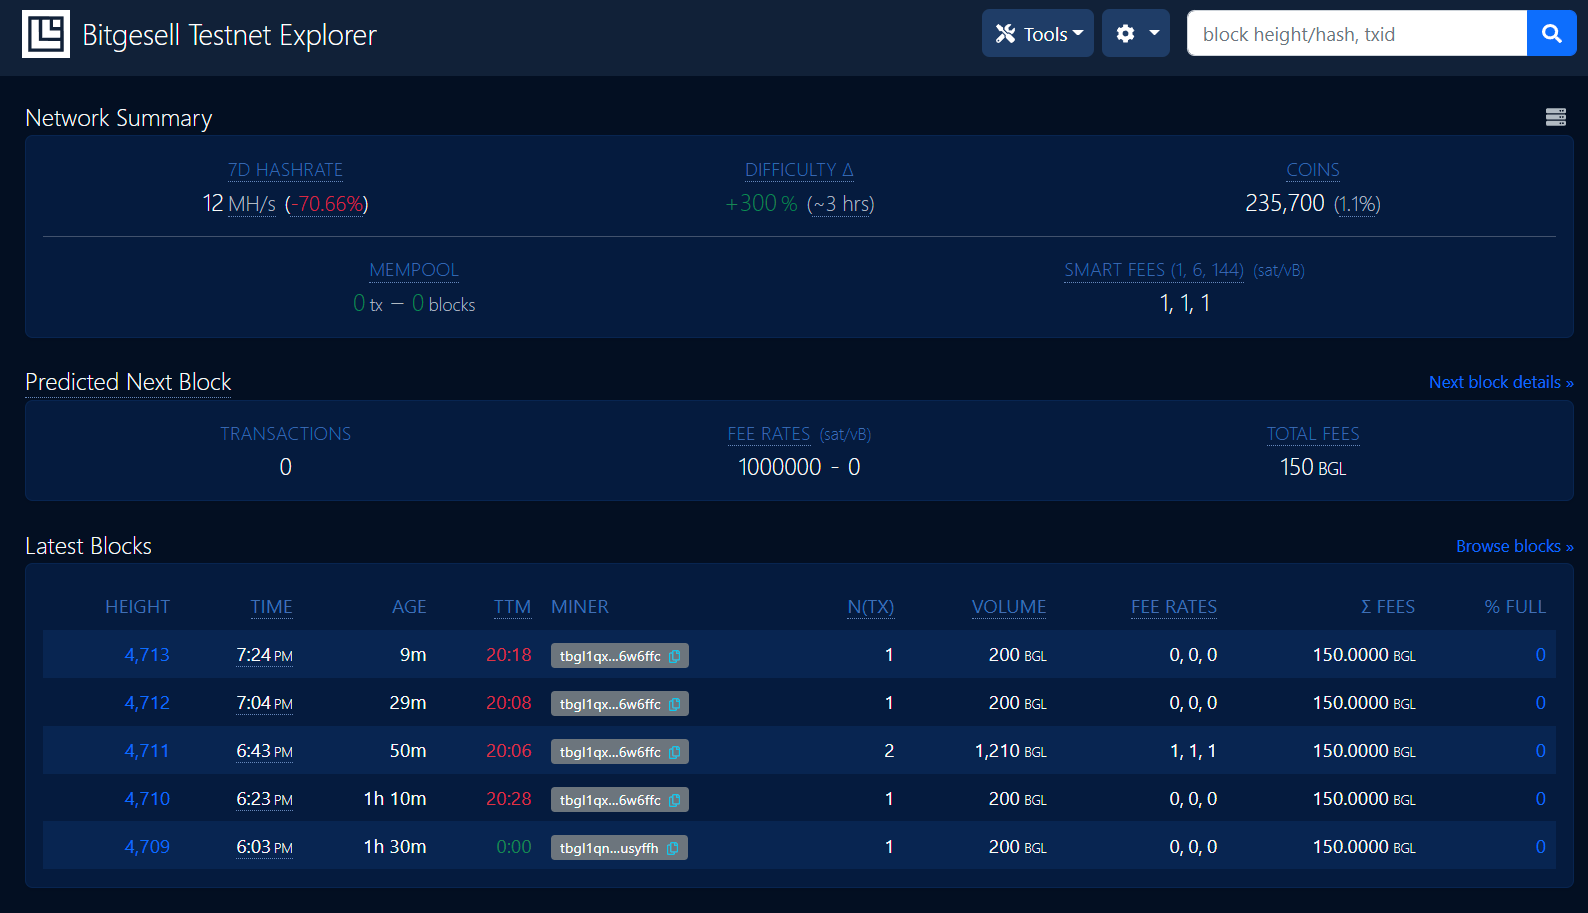 Bitgesell Testnet Explorer Tools block height/hash, txid
Network Summary
7D HASHRATE DIFFICULTY Δ COINS
12 MH/s (-70.66%) +300 % (~3 hrs) 235,700 (1.1%)
MEMPOOL SMART FEES (1, 6, 144) (sat/vB)
0 tx – 0 blocks 1, 1, 1
Predicted Next Block Next block details »
TRANSACTIONS FEE RATES (sat/vB) TOTAL FEES
0 1000000 - 0 150 BGL
Latest Blocks Browse blocks »
HEIGHT TIME AGE TTM MINER N(TX) VOLUME FEE RATES Σ FEES % FULL
4,713 7:24 PM 9m 20:18 tbgl1qx...6w6ffc 1 200 BGL 0, 0, 0 150.0000 BGL 0
4,712 7:04 PM 29m 20:08 tbgl1qx...6w6ffc 1 200 BGL 0, 0, 0 150.0000 BGL 0
4,711 6:43 PM 50m 20:06 tbgl1qx...6w6ffc 2 1,210 BGL 1, 1, 1 150.0000 BGL 0
4,710 6:23 PM 1h 10m 20:28 tbgl1qx...6w6ffc 1 200 BGL 0, 0, 0 150.0000 BGL 0
4,709 6:03 PM 1h 30m 0:00 tbgl1qn...usyffh 1 200 BGL 0, 0, 0 150.0000 BGL 0